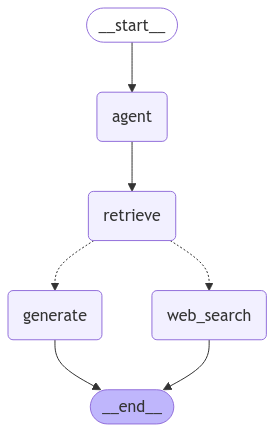 __start__
agent
retrieve
generate
web_search
__end__